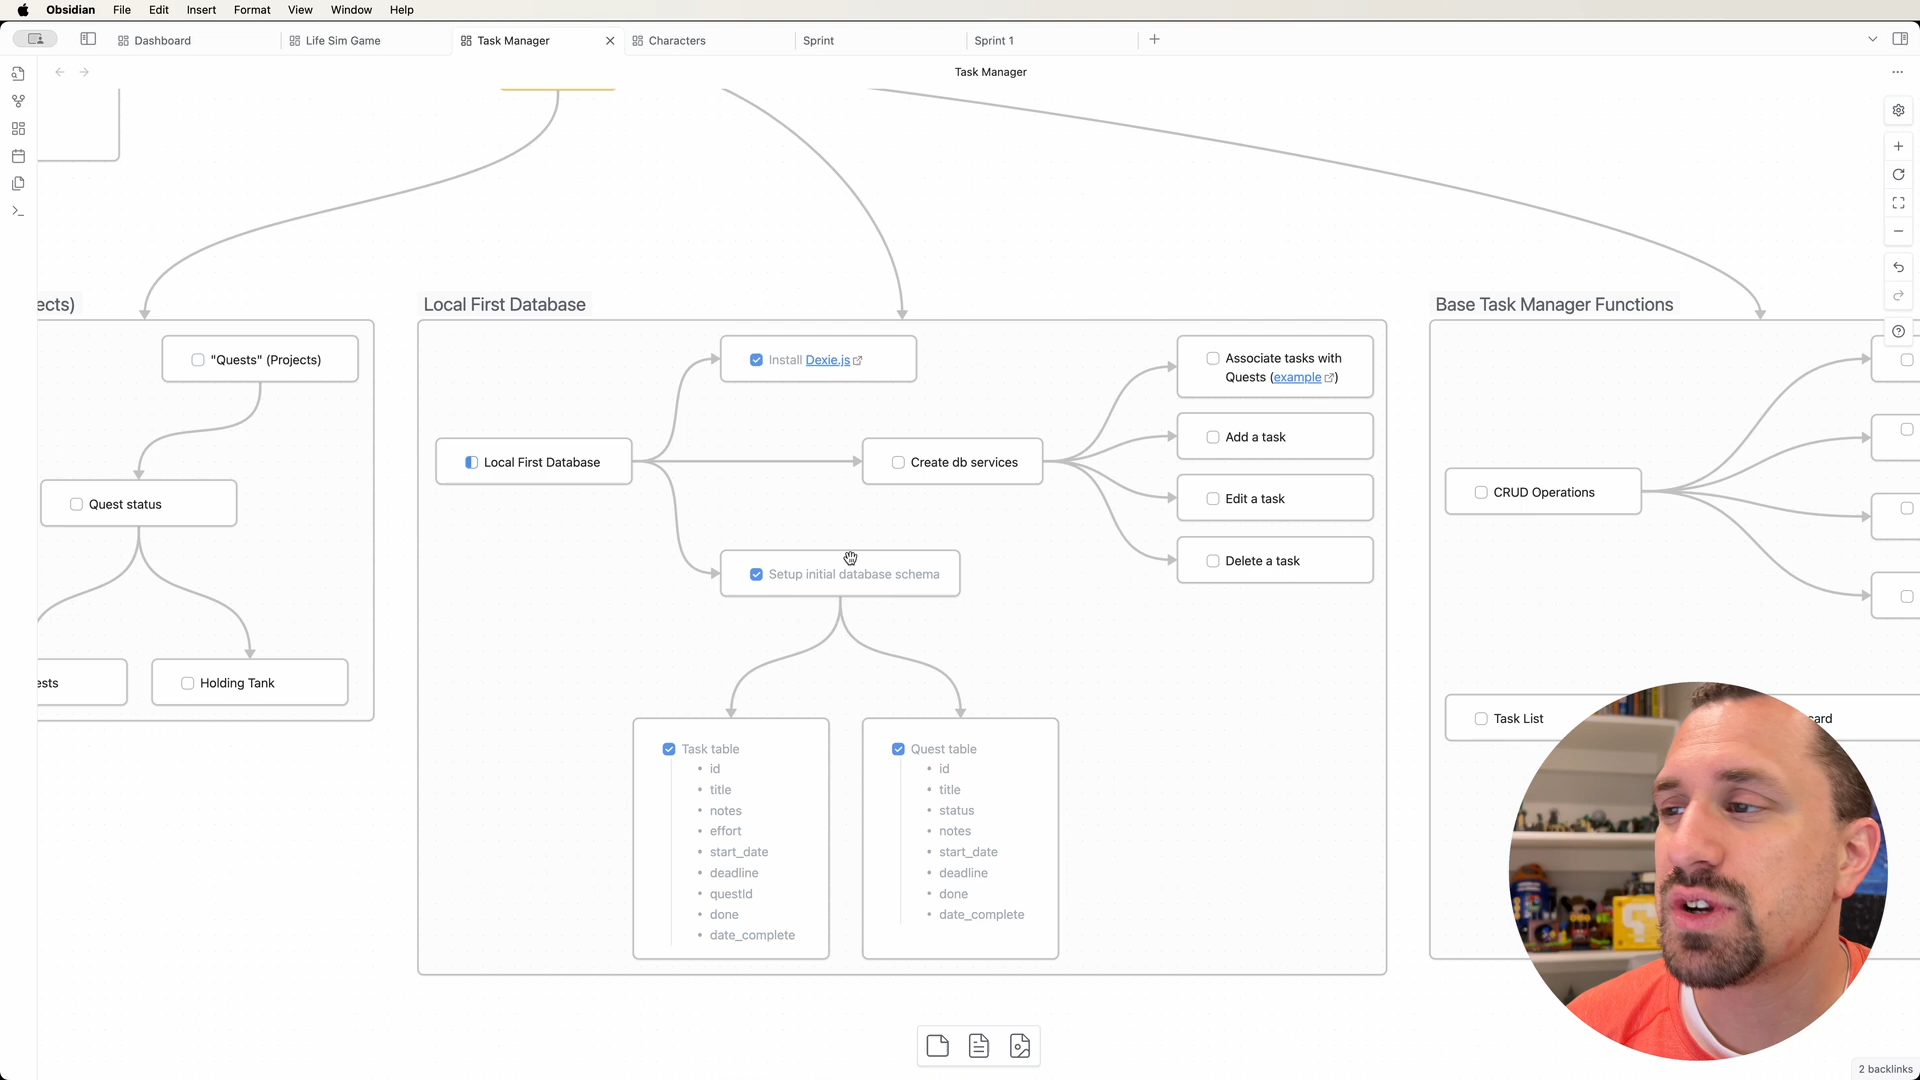 Obsidian File Edit Insert Format View Window Help
Dashboard
Life Sim Game
Task Manager
Characters
Sprint
Sprint 1
Task Manager
ects)
"Quests" (Projects)
Quest status
ests
Holding Tank
Local First Database
Local First Database
Install Dexie.js
Create db services
Setup initial database schema
Associate tasks with
Quests (example)
Add a task
Edit a task
Delete a task
Task table
• id
• title
• notes
• effort
• start_date
• deadline
• questId
• done
• date_complete
Quest table
• id
• title
• status
• notes
• start_date
• deadline
• done
• date_complete
Base Task Manager Functions
CRUD Operations
Task List
card
2 backlinks